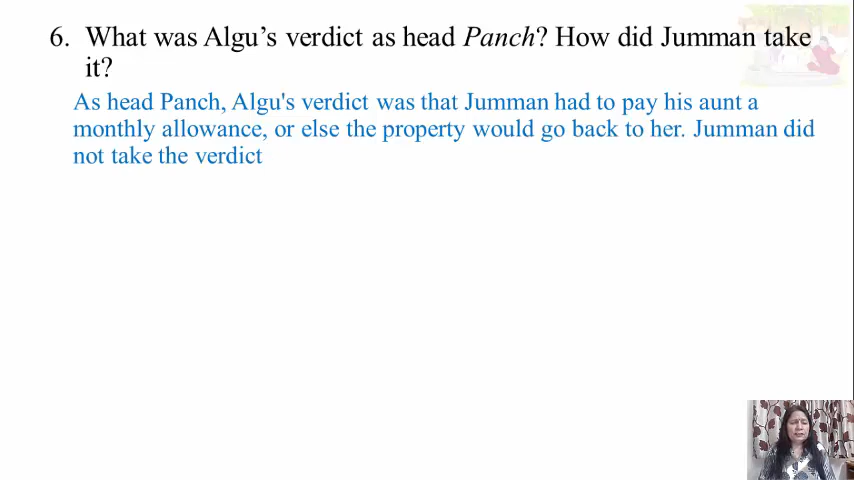 6. What was Algu’s verdict as head Panch? How did Jumman take
it?
As head Panch, Algu's verdict was that Jumman had to pay his aunt a
monthly allowance, or else the property would go back to her. Jumman did
not take the verdict